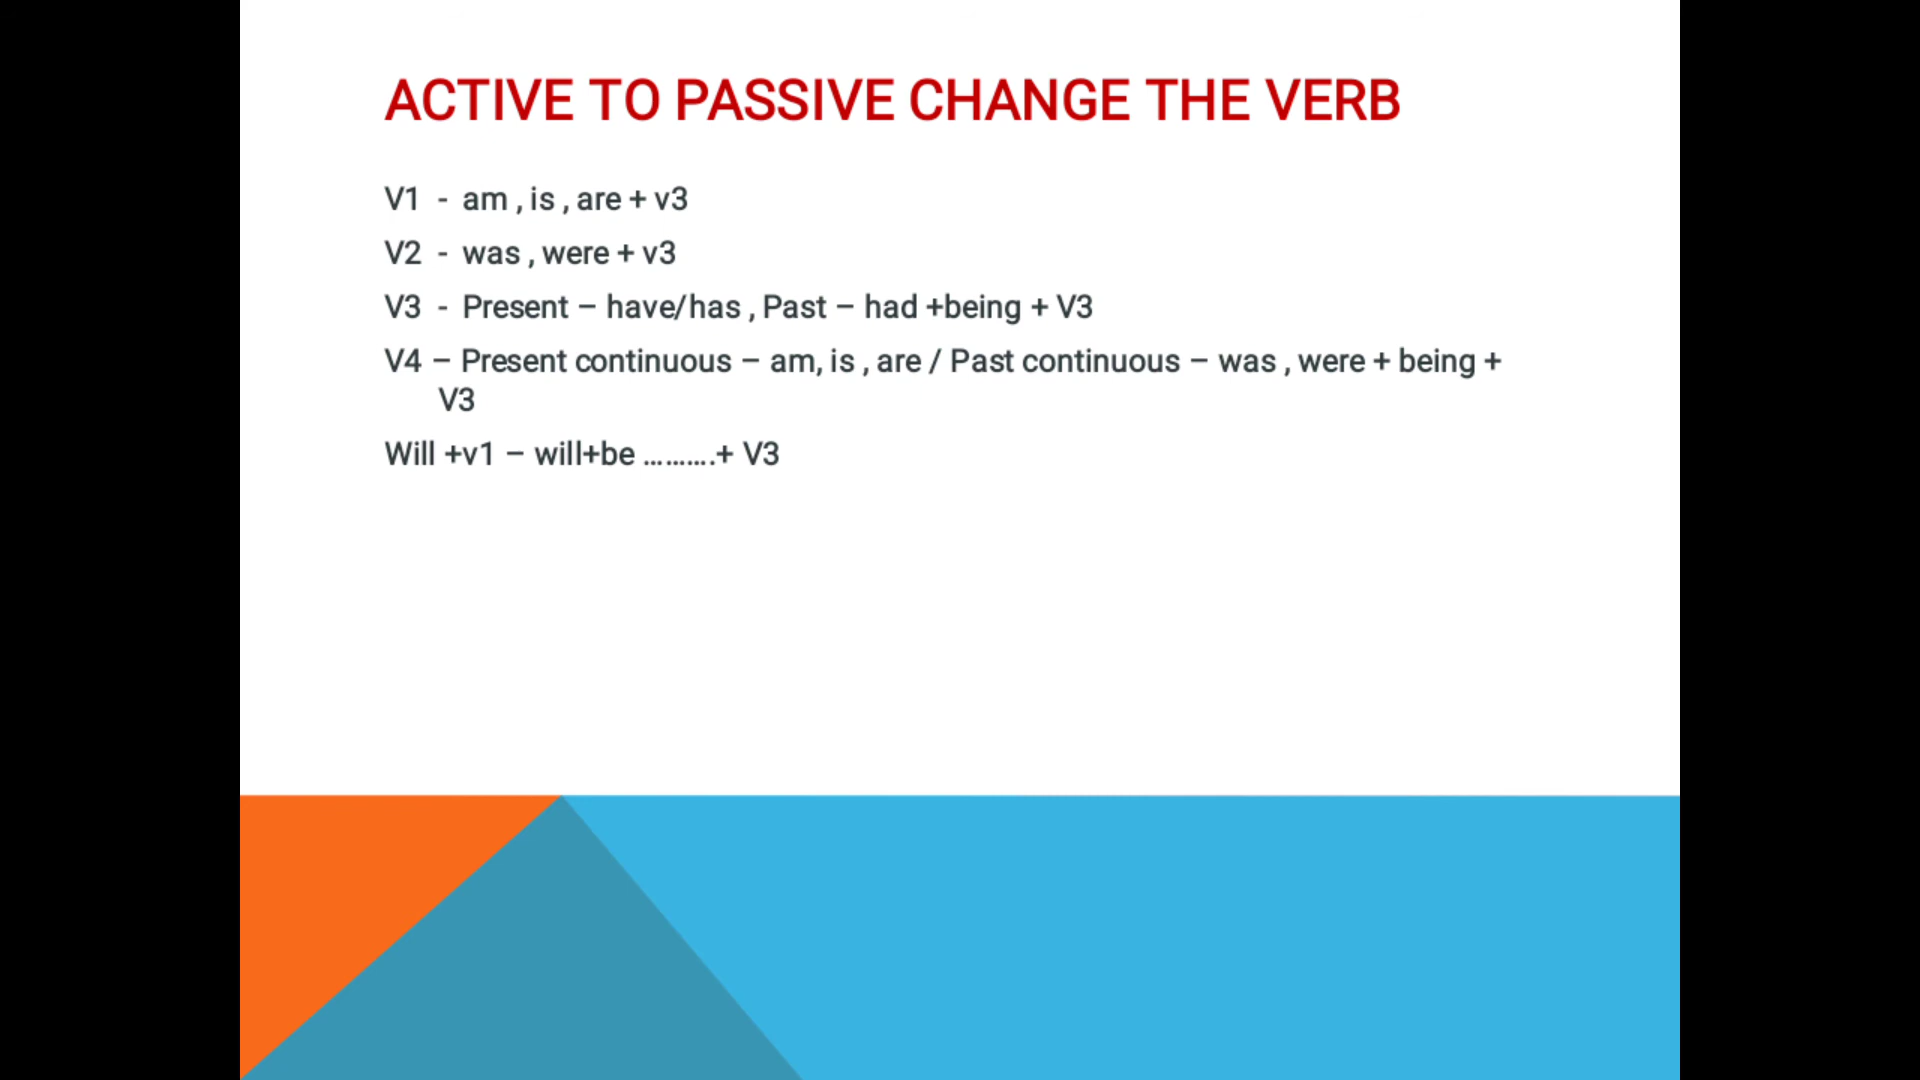 ACTIVE TO PASSIVE CHANGE THE VERB
V1 - am , is , are + v3
V2 - was , were + v3
V3 - Present – have/has , Past – had +being + V3
V4 – Present continuous – am, is , are / Past continuous – was , were + being +
V3
Will +v1 – will+be ……….+ V3